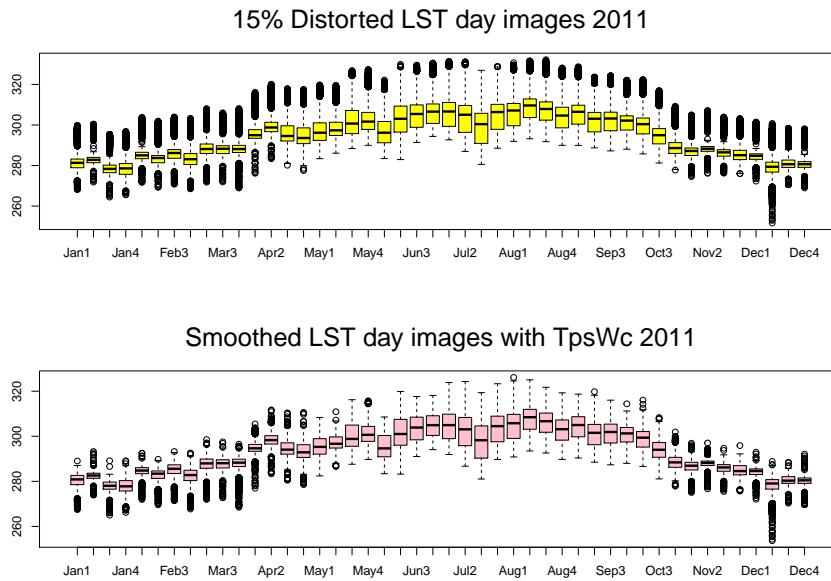 15% Distorted LST day images 2011
320
300
280
260
Jan1 Jan4 Feb3 Mar3 Apr2 May1 May4 Jun3 Jul2 Aug1 Aug4 Sep3 Oct3 Nov2 Dec1 Dec4
Smoothed LST day images with TpsWc 2011
320
300
280
260
Jan1 Jan4 Feb3 Mar3 Apr2 May1 May4 Jun3 Jul2 Aug1 Aug4 Sep3 Oct3 Nov2 Dec1 Dec4